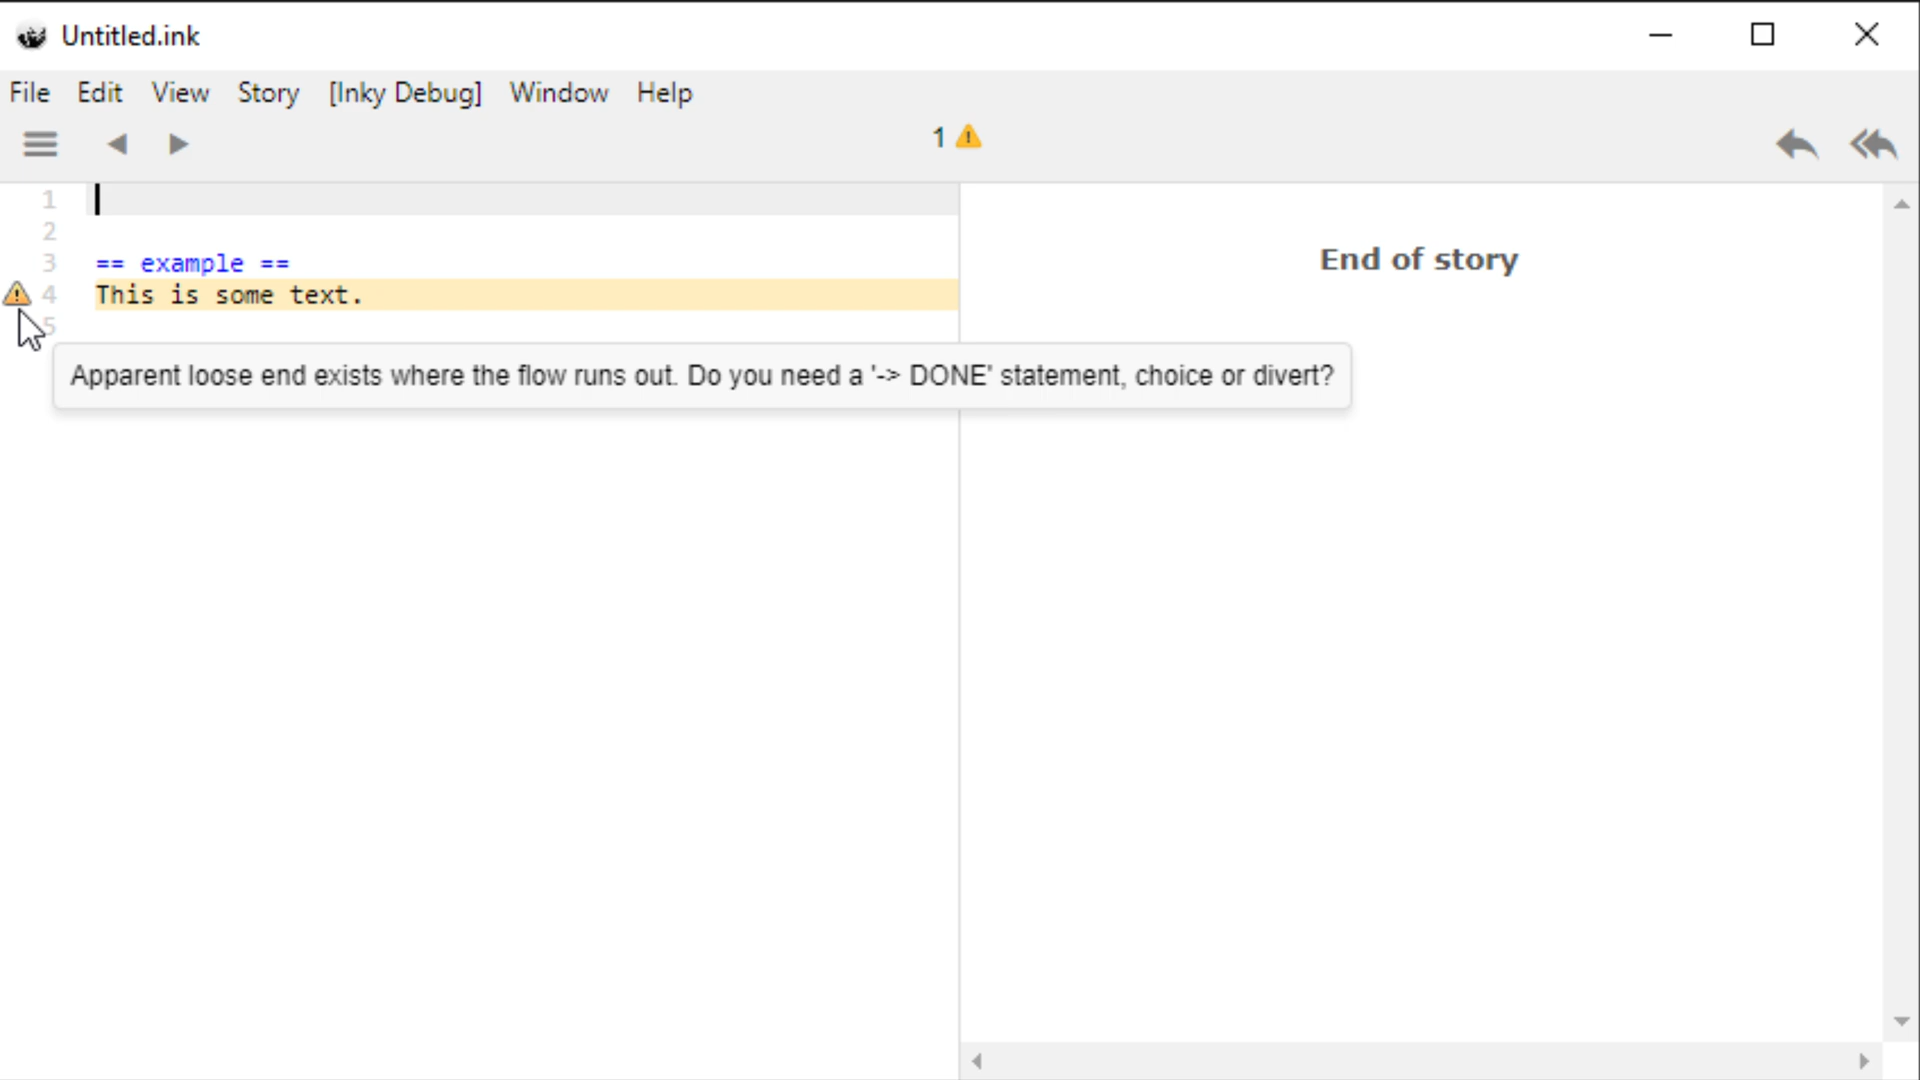 Untitled.ink
File Edit View Story [Inky Debug] Window Help
1
1
2
3 == example ==
4 This is some text.
5
Apparent loose end exists where the flow runs out. Do you need a '-> DONE' statement, choice or divert?
End of story